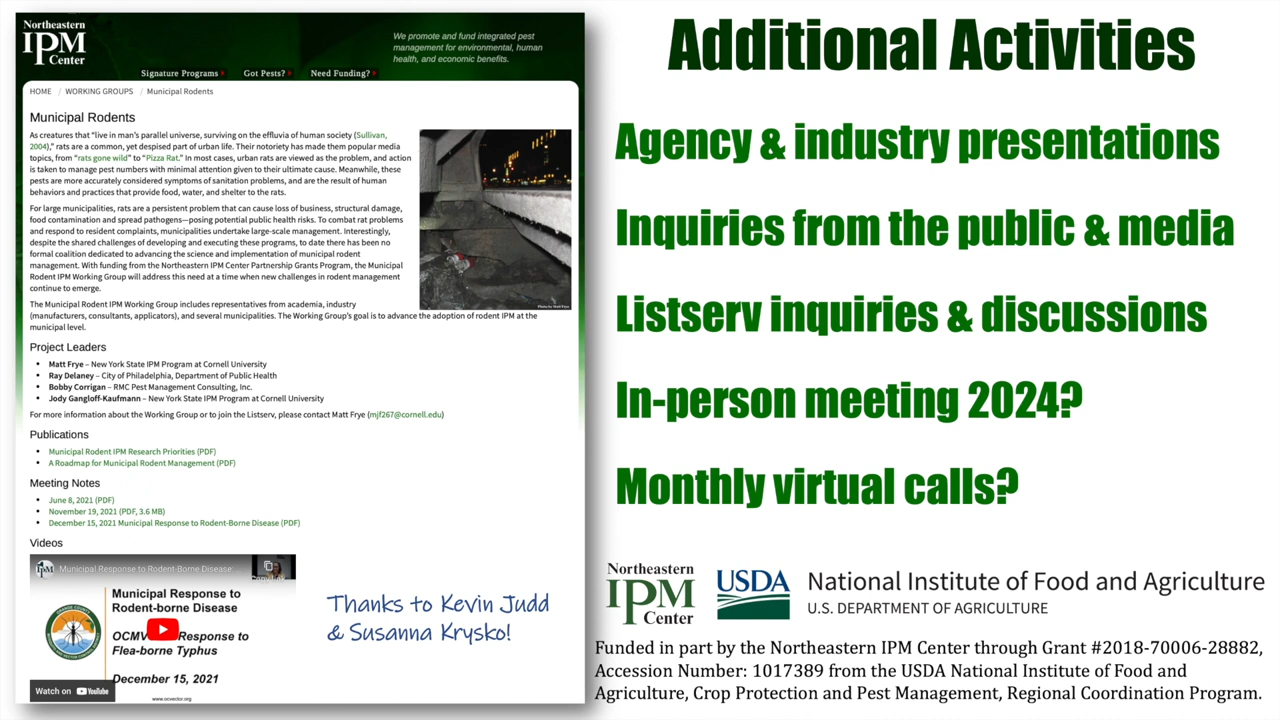 Northeastern
IPM
Center
We promote and fund integrated pest
management for environmental, human
health, and economic benefits.
Signature Programs
Got Pests?
Need Funding?
HOME / WORKING GROUPS / Municipal Rodents
Municipal Rodents
As creatures that “live in man’s parallel universe, surviving on the effluvia of human society (Sullivan,
2004),” rats are a common, yet despised part of urban life. Their notoriety has made them popular media
topics, from “rats gone wild” to “Pizza Rat.” In most cases, urban rats are viewed as the problem, and action
is taken to manage pest numbers with minimal attention given to their ultimate cause. Meanwhile, these
pests are more accurately considered symptoms of sanitation problems, and are the result of human
behaviors and practices that provide food, water, and shelter to the rats.
For large municipalities, rats are a persistent problem that can cause loss of business, structural damage,
food contamination and spread pathogens—posing potential public health risks. To combat rat problems
and respond to resident complaints, municipalities undertake large-scale management. Interestingly,
despite the shared challenges of developing and executing these programs, to date there has been no
formal coalition dedicated to advancing the science and implementation of municipal rodent
management. With funding from the Northeastern IPM Center Partnership Grants Program, the Municipal
Rodent IPM Working Group will address this need at a time when new challenges in rodent management
continue to emerge.
Photo by Matt Frye
The Municipal Rodent IPM Working Group includes representatives from academia, industry
(manufacturers, consultants, applicators), and several municipalities. The Working Group’s goal is to advance the adoption of rodent IPM at the
municipal level.
Project Leaders
• Matt Frye – New York State IPM Program at Cornell University
• Ray Delaney – City of Philadelphia, Department of Public Health
• Bobby Corrigan – RMC Pest Management Consulting, Inc.
• Jody Gangloff-Kaufmann – New York State IPM Program at Cornell University
For more information about the Working Group or to join the Listserv, please contact Matt Frye (mjf267@cornell.edu)
Publications
• Municipal Rodent IPM Research Priorities (PDF)
• A Roadmap for Municipal Rodent Management (PDF)
Meeting Notes
• June 8, 2021 (PDF)
• November 19, 2021 (PDF, 3.6 MB)
• December 15, 2021 Municipal Response to Rodent-Borne Disease (PDF)
Videos
IPM
Municipal Response to Rodent-Borne Disease:...
Municipal Response to
Rodent-borne Disease
OCMV Response to
Flea-borne Typhus
December 15, 2021
Watch on YouTube
www.ocvector.org
Thanks to Kevin Judd
& Susanna Krysko!
Additional Activities
Agency & industry presentations
Inquiries from the public & media
Listserv inquiries & discussions
In-person meeting 2024?
Monthly virtual calls?
Northeastern
IPM
Center
USDA
National Institute of Food and Agriculture
U.S. DEPARTMENT OF AGRICULTURE
Funded in part by the Northeastern IPM Center through Grant #2018-70006-28882,
Accession Number: 1017389 from the USDA National Institute of Food and
Agriculture, Crop Protection and Pest Management, Regional Coordination Program.